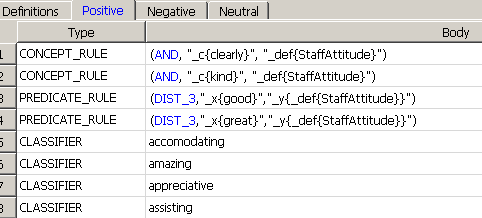 Definitions Positive Negative Neutral
Type Body
1 CONCEPT_RULE (AND, "_c{clearly}", "_def{StaffAttitude}")
2 CONCEPT_RULE (AND, "_c{kind}", "_def{StaffAttitude}")
3 PREDICATE_RULE (DIST_3,"_x{good}","_y{_def{StaffAttitude}}")
4 PREDICATE_RULE (DIST_3,"_x{great}","_y{_def{StaffAttitude}}")
5 CLASSIFIER accomodating
6 CLASSIFIER amazing
7 CLASSIFIER appreciative
8 CLASSIFIER assisting